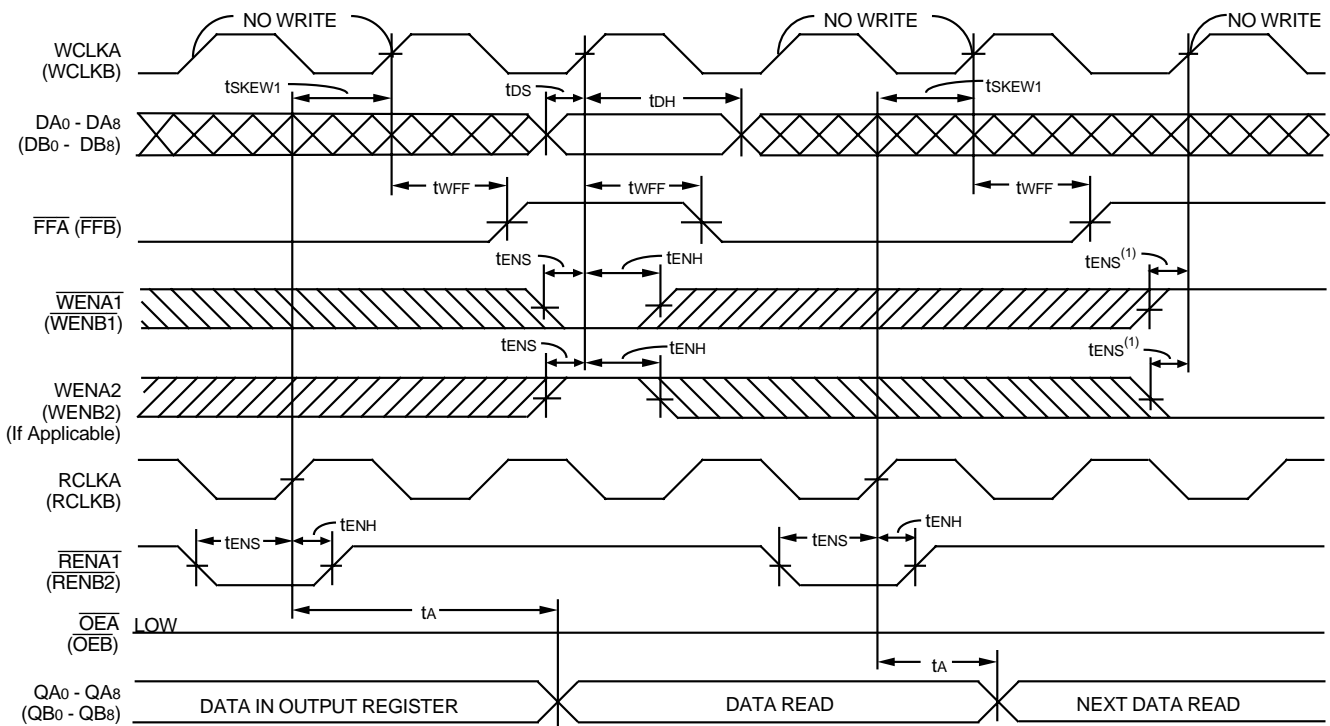 NO WRITE NO WRITE NO WRITE
WCLKA
(WCLKB)
tSKEW1 tDS tDH tSKEW1
DA0 - DA8
(DB0 - DB8)
tWFF tWFF tWFF
FFA (FFB)
tENS tENH tENS(1)
WENA1
(WENB1)
tENS tENH tENS(1)
WENA2
(WENB2)
(If Applicable)
RCLKA
(RCLKB)
tENS tENH tENS tENH
RENA1
(RENB2)
tA
OEA LOW
(OEB)
tA
QA0 - QA8
(QB0 - QB8)
DATA IN OUTPUT REGISTER DATA READ NEXT DATA READ